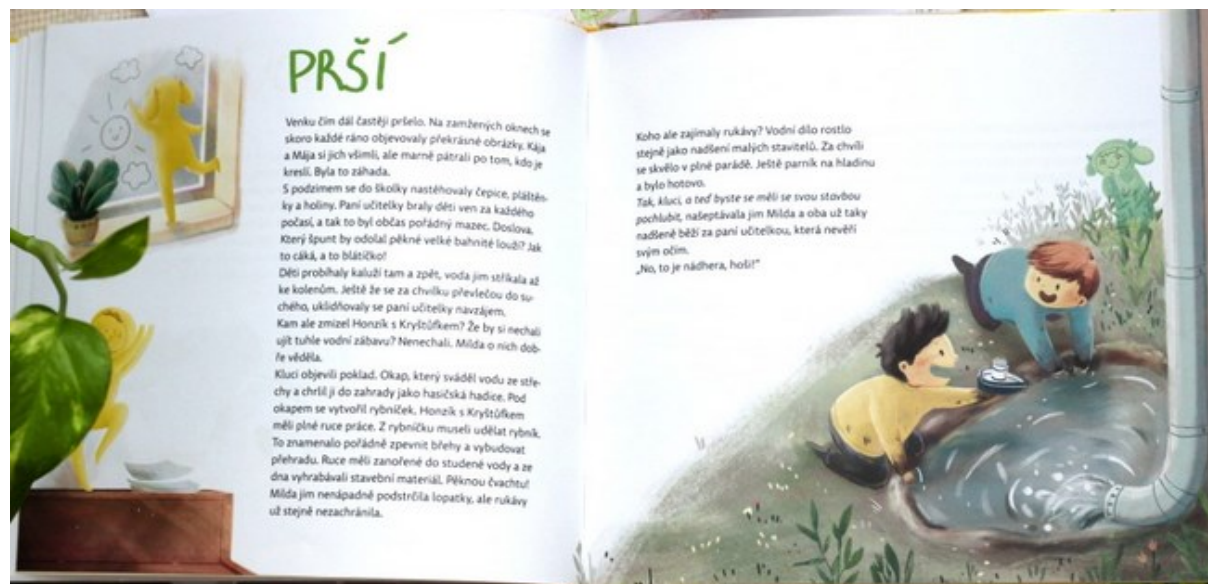 PRŠÍ
Venku čím dál častěji pršelo. Na zamžených oknech se
skoro každé ráno objevovaly překrásné obrázky. Kája
a Mája si jich všimli, ale marně pátrali po tom, kdo je
kreslí. Byla to záhada.
S podzimem se do školky nastěhovaly čepice, pláštěn-
ky a holiny. Paní učitelky braly děti ven za každého
počasí, a tak to byl občas pořádný mazec. Doslova.
Který špunt by odolal pěkné velké bahnité louži? Jak
to cáká, a to blátíčko!
Děti probíhaly kaluží tam a zpět, voda jim stříkala až
ke kolenům. Ještě že se za chvilku převlečou do su-
chého, uklidňovaly se paní učitelky navzájem.
Kam ale zmizel Honzík s Kryštůfkem? Že by si nechali
ujít tuhle vodní zábavu? Nenechali. Milda o nich dob-
ře věděla.
Kluci objevili poklad. Okap, který sváděl vodu ze stře-
chy a chrlil ji do zahrady jako hasičská hadice. Pod
okapem se vytvořil rybníček. Honzík s Kryštůfkem
měli plné ruce práce. Z rybníčku museli udělat rybník.
To znamenalo pořádně zpevnit břehy a vybudovat
přehradu. Ruce měli zanořené do studené vody a ze
dna vyhrabávali stavební materiál. Pěknou čvachtu!
Milda jim nenápadně podstrčila lopatky, ale rukávy
už stejně nezachránila.
Koho ale zajímaly rukávy? Vodní dílo rostlo
stejně jako nadšení malých stavitelů. Za chvíli
se skvělo v plné parádě. Ještě parník na hladinu
a bylo hotovo.
Tak, kluci, a teď byste se měli se svou stavbou
pochlubit, našeptávala jim Milda a oba už taky
nadšeně běží za paní učitelkou, která nevěří
svým očím.
„No, to je nádhera, hoši!"